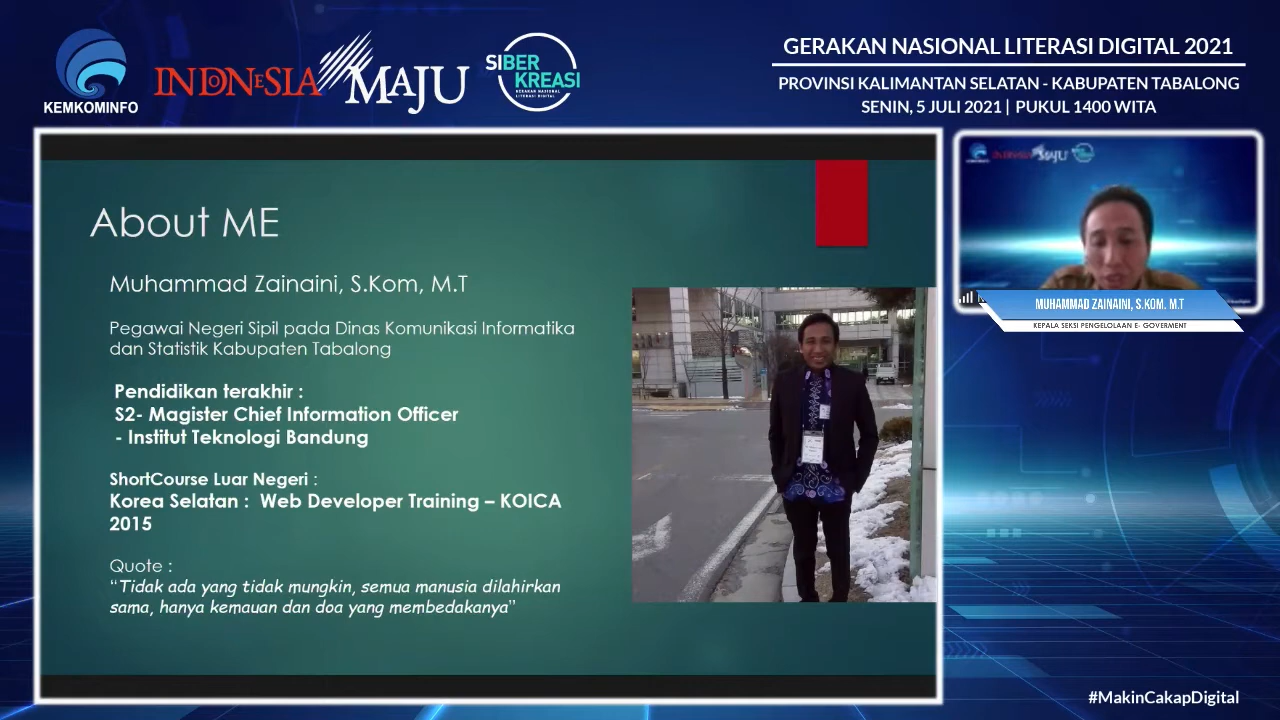 KEMKOMINFO
INDONESIA MAJU
SIBER KREASI
GERAKAN NASIONAL
LITERASI DIGITAL
GERAKAN NASIONAL LITERASI DIGITAL 2021
PROVINSI KALIMANTAN SELATAN - KABUPATEN TABALONG
SENIN, 5 JULI 2021 | PUKUL 1400 WITA
About ME
Muhammad Zainaini, S.Kom, M.T
Pegawai Negeri Sipil pada Dinas Komunikasi Informatika
dan Statistik Kabupaten Tabalong
Pendidikan terakhir :
S2- Magister Chief Information Officer
- Institut Teknologi Bandung
ShortCourse Luar Negeri :
Korea Selatan : Web Developer Training – KOICA
2015
Quote :
“Tidak ada yang tidak mungkin, semua manusia dilahirkan
sama, hanya kemauan dan doa yang membedakanya”
MUHAMMAD ZAINAINI, S.KOM. M.T
KEPALA SEKSI PENGELOLAAN E- GOVERMENT
#MakinCakapDigital